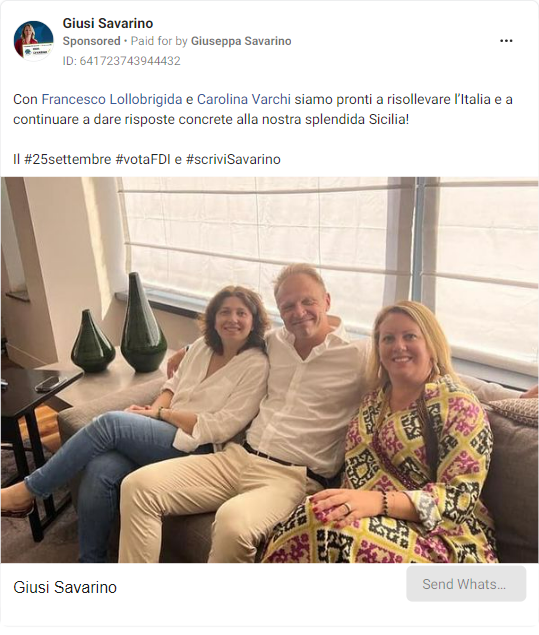 Giusi Savarino
Sponsored • Paid for by Giuseppa Savarino
ID: 641723743944432
Con Francesco Lollobrigida e Carolina Varchi siamo pronti a risollevare l’Italia e a
continuare a dare risposte concrete alla nostra splendida Sicilia!
Il #25settembre #votaFDI e #scriviSavarino
Giusi Savarino
Send Whats...